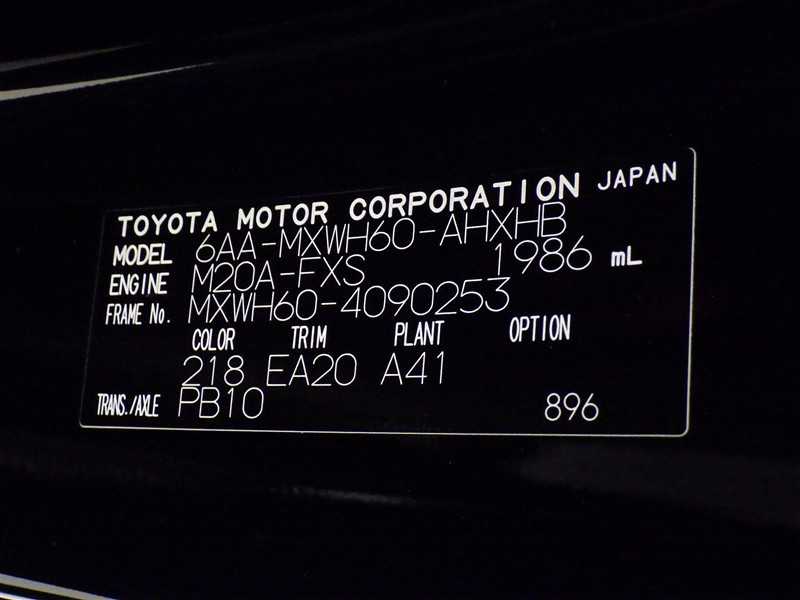 TOYOTA MOTOR CORPORATION JAPAN
MODEL 6AA-MXWH60-AHXHB
ENGINE M20A-FXS 1986 mL
FRAME No. MXWH60-4090253
COLOR TRIM PLANT OPTION
218 EA20 A41
TRANS./AXLE PB10 896